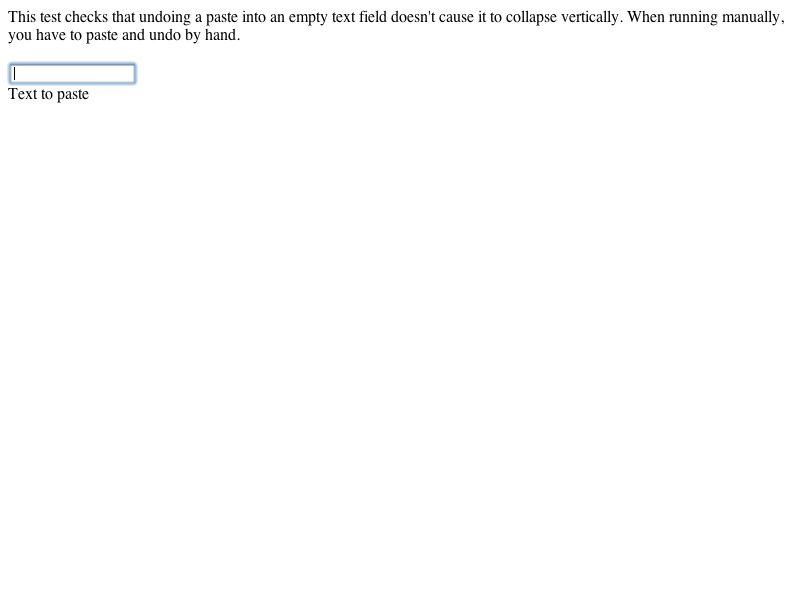 This test checks that undoing a paste into an empty text field doesn't cause it to collapse vertically. When running manually,
you have to paste and undo by hand.
Text to paste